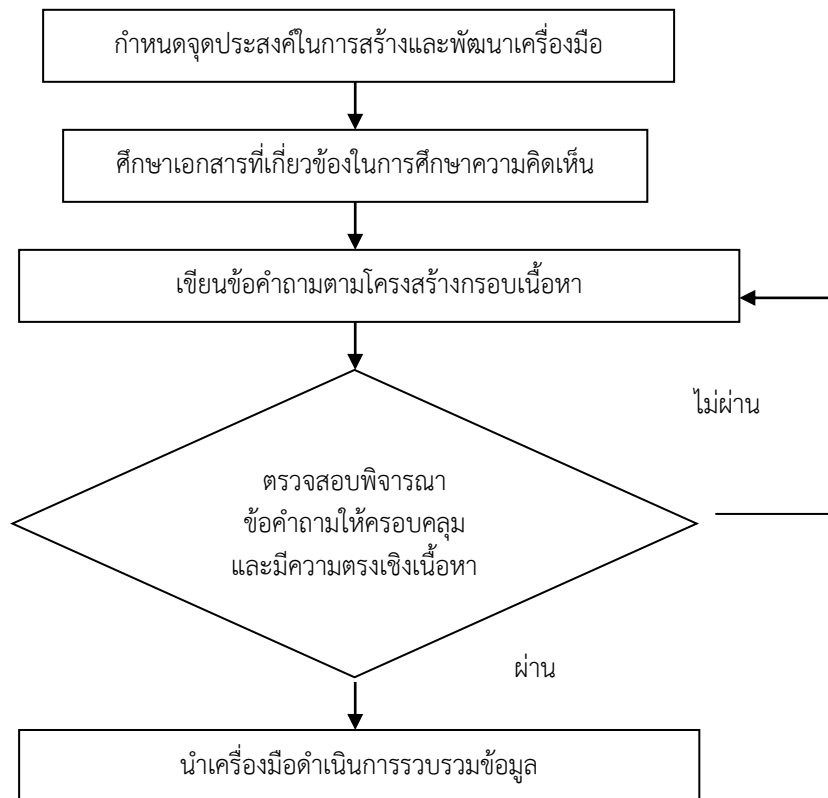 กำหนดจุดประสงค์ในการสร้างและพัฒนาเครื่องมือ
ศึกษาเอกสารที่เกี่ยวข้องในการศึกษาความคิดเห็น
เขียนข้อคำถามตามโครงสร้างกรอบเนื้อหา
ไม่ผ่าน
ตรวจสอบพิจารณา
ข้อคำถามให้ครอบคลุม
และมีความตรงเชิงเนื้อหา
ผ่าน
นำเครื่องมือดำเนินการรวบรวมข้อมูล